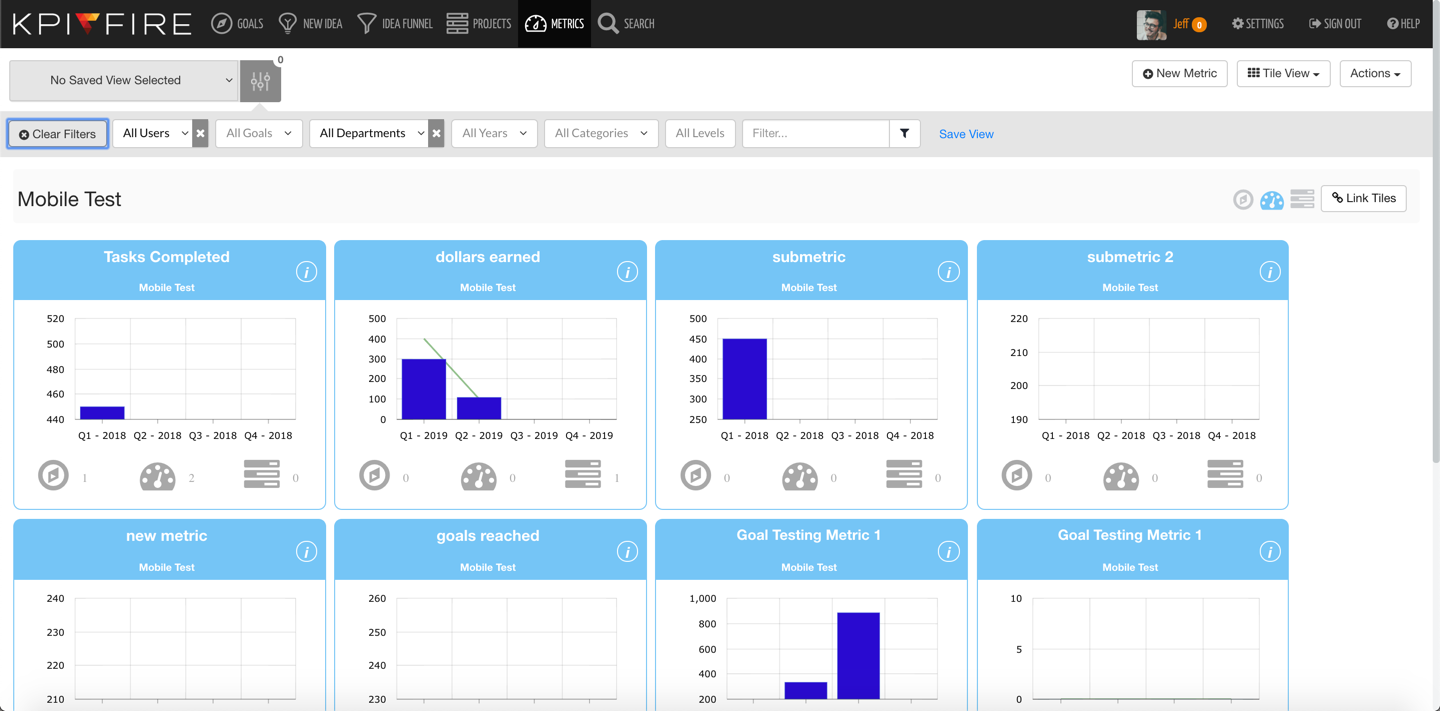 KPI FIRE GOALS NEW IDEA IDEA FUNNEL PROJECTS METRICS SEARCH Jeff 0 SETTINGS SIGN OUT HELP
No Saved View Selected 0 New Metric Tile View Actions
Clear Filters All Users All Goals All Departments All Years All Categories All Levels Filter... Save View
Mobile Test Link Tiles
Tasks Completed
Mobile Test
520
500
480
460
440
Q1 - 2018 Q2 - 2018 Q3 - 2018 Q4 - 2018
1 2 0
dollars earned
Mobile Test
500
400
300
200
100
0
Q1 - 2019 Q2 - 2019 Q3 - 2019 Q4 - 2019
0 0 1
submetric
Mobile Test
500
450
400
350
300
250
Q1 - 2018 Q2 - 2018 Q3 - 2018 Q4 - 2018
0 0 0
submetric 2
Mobile Test
220
210
200
190
Q1 - 2018 Q2 - 2018 Q3 - 2018 Q4 - 2018
0 0 0
new metric
Mobile Test
240
230
220
210
goals reached
Mobile Test
260
250
240
230
Goal Testing Metric 1
Mobile Test
1,000
800
600
400
200
Goal Testing Metric 1
Mobile Test
10
5
0